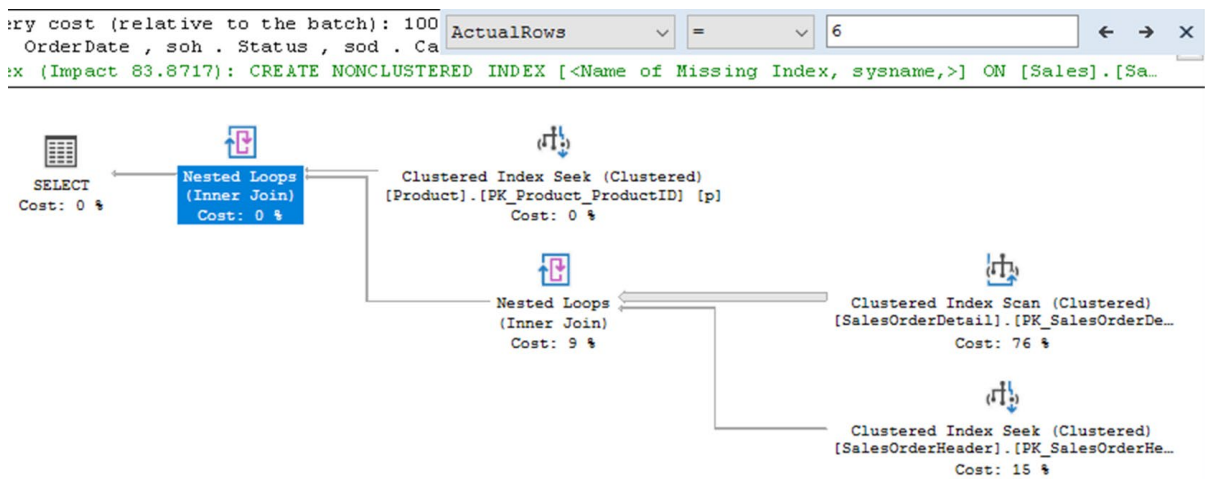 ery cost (relative to the batch): 100
OrderDate , soh . Status , sod . Ca
ActualRows = 6
ex (Impact 83.8717): CREATE NONCLUSTERED INDEX [<Name of Missing Index, sysname,>] ON [Sales].[Sa…
SELECT
Cost: 0 %
Nested Loops
(Inner Join)
Cost: 0 %
Clustered Index Seek (Clustered)
[Product].[PK_Product_ProductID] [p]
Cost: 0 %
Nested Loops
(Inner Join)
Cost: 9 %
Clustered Index Scan (Clustered)
[SalesOrderDetail].[PK_SalesOrderDe…
Cost: 76 %
Clustered Index Seek (Clustered)
[SalesOrderHeader].[PK_SalesOrderHe…
Cost: 15 %